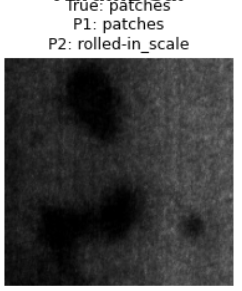 True: patches
P1: patches
P2: rolled-in_scale